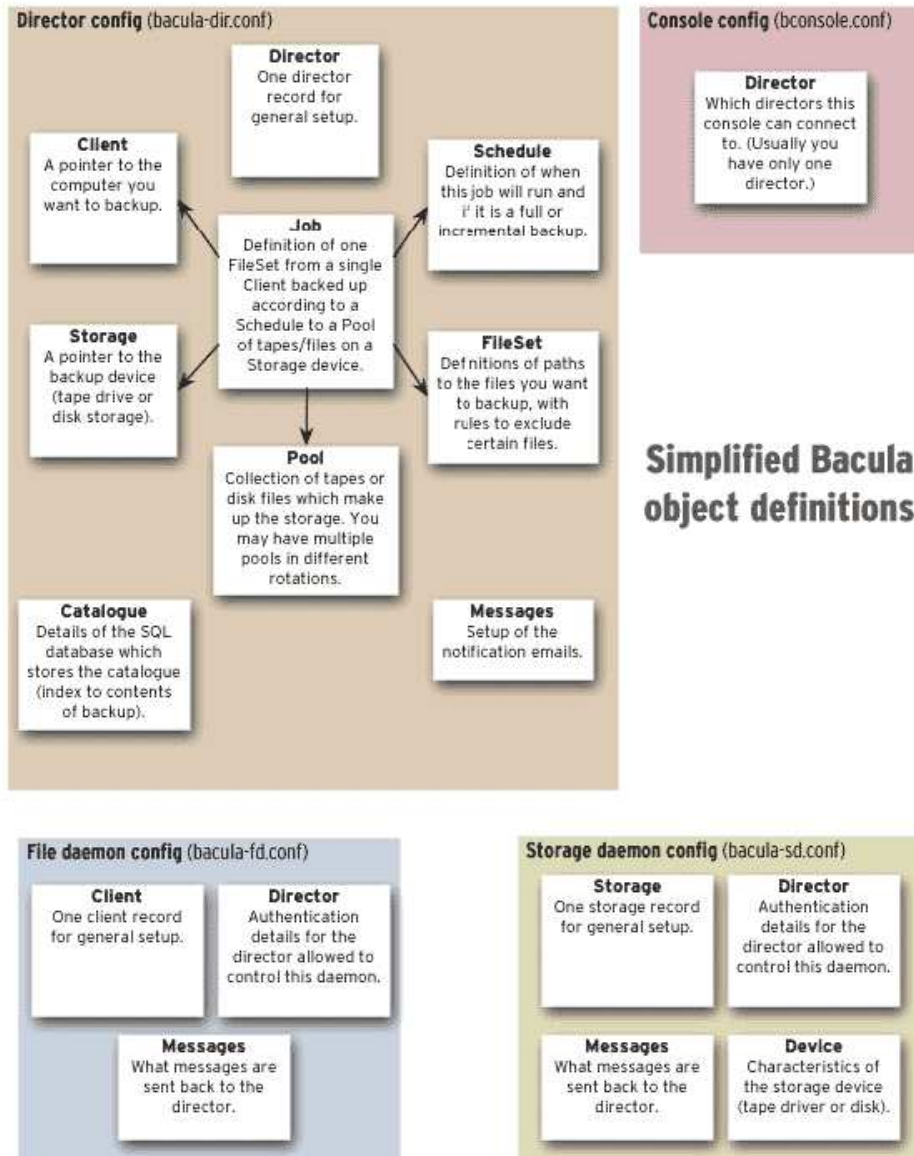 Director config (bacula-dir.conf)
Director
One director
record for
general setup.
Client
A pointer to the
computer you
want to backup.
Schedule
Definition of when
this job will run and
if it is a full or
incremental backup.
Job
Definition of one
FileSet from a single
Client backed up
according to a
Schedule to a Pool
of tapes/files on a
Storage device.
Storage
A pointer to the
backup device
(tape drive or
disk storage).
FileSet
Definitions of paths
to the files you want
to backup, with
rules to exclude
certain files.
Pool
Collection of tapes or
disk files which make
up the storage. You
may have multiple
pools in different
rotations.
Catalogue
Details of the SQL
database which
stores the catalogue
(index to contents
of backup).
Messages
Setup of the
notification emails.
Console config (bconsole.conf)
Director
Which directors this
console can connect
to. (Usually you
have only one
director.)
Simplified Bacula
object definitions
File daemon config (bacula-fd.conf)
Client
One client record
for general setup.
Director
Authentication
details for the
director allowed to
control this daemon.
Messages
What messages are
sent back to the
director.
Storage daemon config (bacula-sd.conf)
Storage
One storage record
for general setup.
Director
Authentication
details for the
director allowed to
control this daemon.
Messages
What messages are
sent back to the
director.
Device
Characteristics of
the storage device
(tape driver or disk).